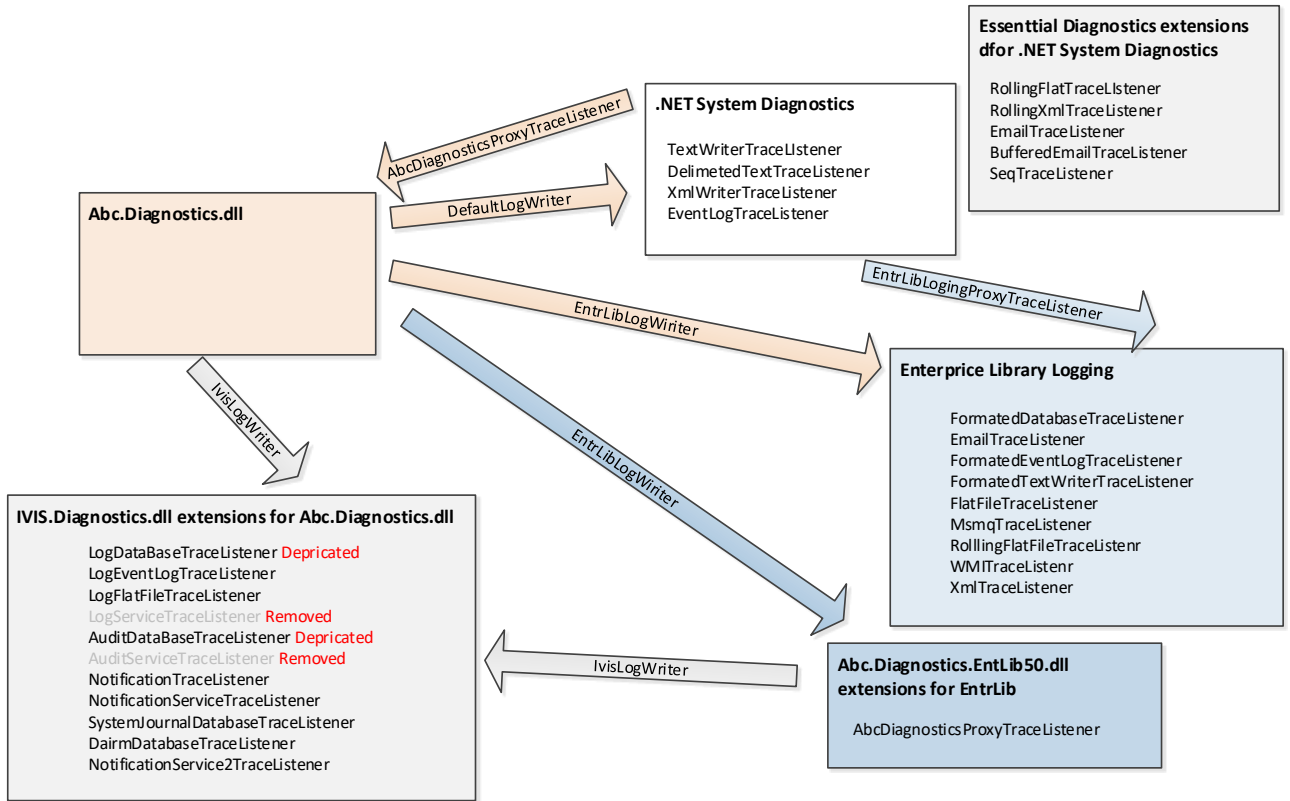 Essenttial Diagnostics extensions
dfor .NET System Diagnostics
RollingFlatTraceLIstener
RollingXmlTraceListener
EmailTraceListener
BufferedEmailTraceListener
SeqTraceListener
.NET System Diagnostics
TextWriterTraceLIstener
DelimetedTextTraceListener
XmlWriterTraceListener
EventLogTraceListener
AbcDiagnosticsProxyTraceListener
DefaultLogWriter
Abc.Diagnostics.dll
EntrLibLogingProxyTraceListener
EntrLibLogWiriter
Enterprice Library Logging
FormatedDatabaseTraceListener
EmailTraceListener
FormatedEventLogTraceListener
FormatedTextWriterTraceListener
FlatFileTraceListener
MsmqTraceListener
RolllingFlatFileTraceListenr
WMITraceListenr
XmlTraceListener
IvisLogWriter
EntrLibLogWiriter
IVIS.Diagnostics.dll extensions for Abc.Diagnostics.dll
LogDataBaseTraceListener Depricated
LogEventLogTraceListener
LogFlatFileTraceListener
LogServiceTraceListener Removed
AuditDataBaseTraceListener Depricated
AuditServiceTraceListener Removed
NotificationTraceListener
NotificationServiceTraceListener
SystemJournalDatabaseTraceListener
DairmDatabaseTraceListener
NotificationService2TraceListener
IvisLogWriter
Abc.Diagnostics.EntLib50.dll
extensions for EntrLib
AbcDiagnosticsProxyTraceListener